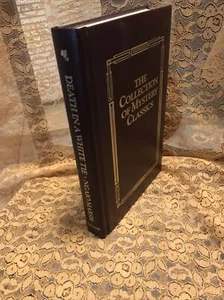 THE
COLLECTION
OF MYSTERY
CLASSICS
DEATH IN A WHITE TIE • NGAIO MARSH